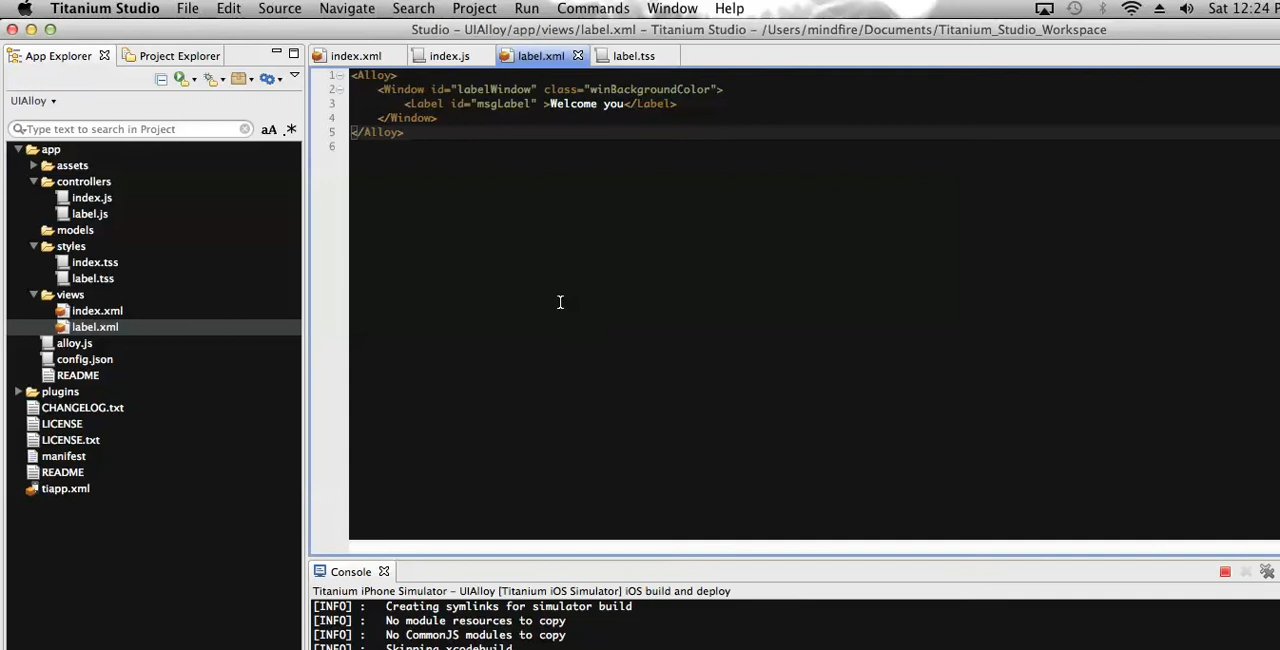 Titanium Studio File Edit Source Navigate Search Project Run Commands Window Help Sat 12:24 P
Studio - UIAlloy/app/views/label.xml - Titanium Studio - /Users/mindfire/Documents/Titanium_Studio_Workspace
App Explorer Project Explorer
index.xml index.js label.xml label.tss
UIAlloy
Type text to search in Project aA .*
app
assets
controllers
index.js
label.js
models
styles
index.tss
label.tss
views
index.xml
label.xml
alloy.js
config.json
README
plugins
CHANGELOG.txt
LICENSE
LICENSE.txt
manifest
README
tiapp.xml
1 <Alloy>
2 <Window id="labelWindow" class="winBackgroundColor">
3 <Label id="msgLabel" >Welcome you</Label>
4 </Window>
5 </Alloy>
6
Console
Titanium iPhone Simulator - UIAlloy [Titanium iOS Simulator] iOS build and deploy
[INFO] : Creating symlinks for simulator build
[INFO] : No module resources to copy
[INFO] : No CommonJS modules to copy
[INFO] : Skipping xcodebuild